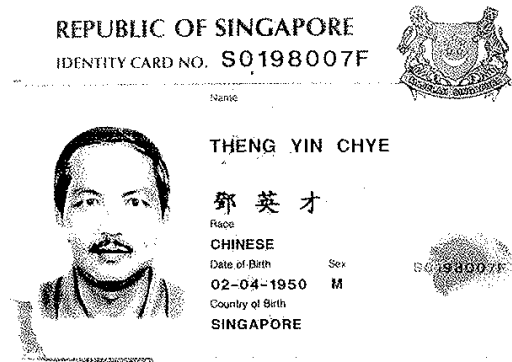 REPUBLIC OF SINGAPORE
IDENTITY CARD NO. S0198007F
Name
THENG YIN CHYE
鄧英才
Race
CHINESE
Date of Birth Sex
02-04-1950 M
S0198007F
Country of Birth
SINGAPORE